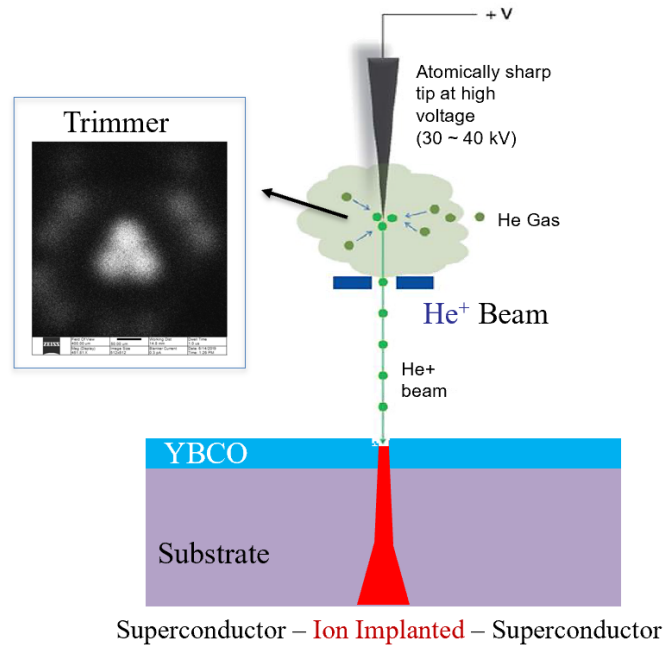 + V
Atomically sharp
tip at high
voltage
(30 ~ 40 kV)
Trimmer
He Gas
He⁺ Beam
He+
beam
ZEISS
YBCO
Substrate
Superconductor – Ion Implanted – Superconductor